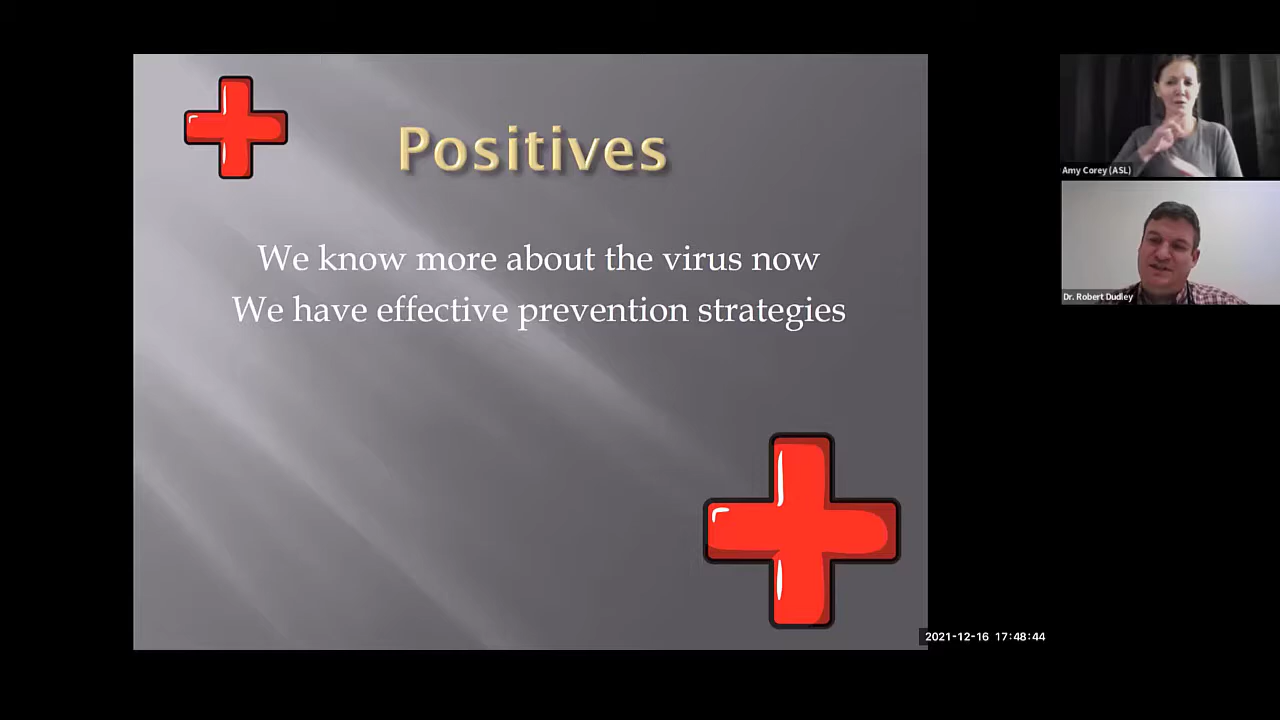 Positives
We know more about the virus now
We have effective prevention strategies
Amy Corey (ASL)
Dr. Robert Dudley
2021-12-16 17:48:44